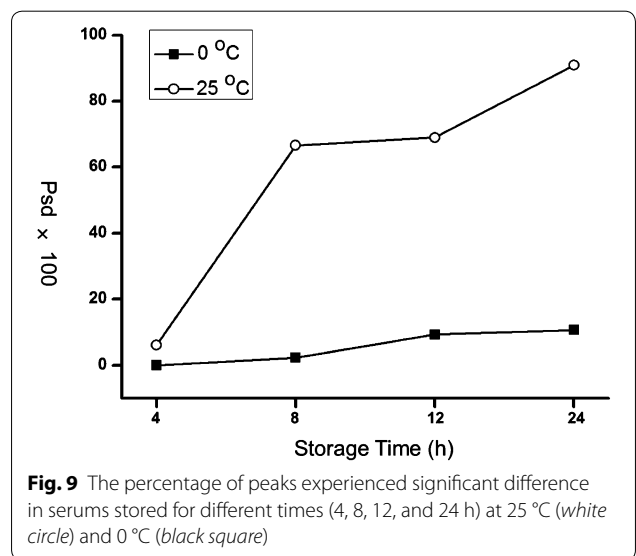 100
80
60
40
20
0
Psd × 100
0 °C
25 °C
4 8 12 24
Storage Time (h)
Fig. 9 The percentage of peaks experienced significant difference
in serums stored for different times (4, 8, 12, and 24 h) at 25 °C (white
circle) and 0 °C (black square)